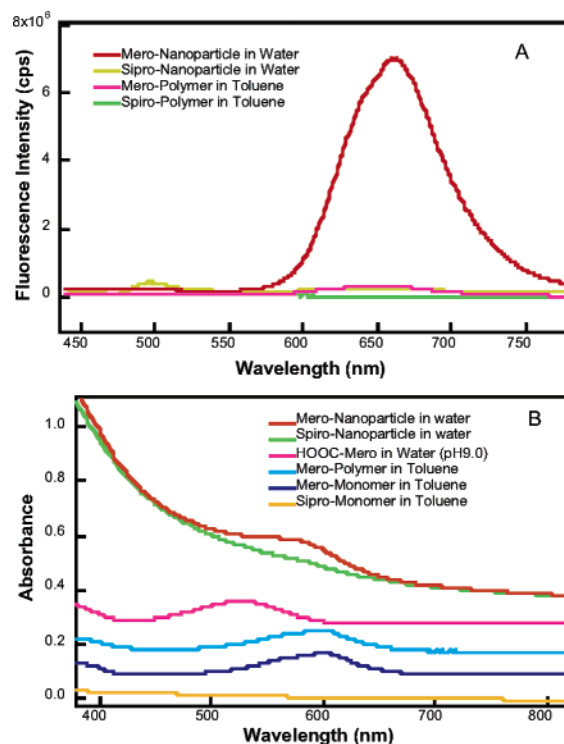 8x10⁶
A
Mero-Nanoparticle in Water
Sipro-Nanoparticle in Water
Mero-Polymer in Toluene
Spiro-Polymer in Toluene
6
4
2
0
Fluorescence Intensity (cps)
450 500 550 600 650 700 750
Wavelength (nm)
B
Mero-Nanoparticle in water
Spiro-Nanoparticle in water
HOOC-Mero in Water (pH9.0)
Mero-Polymer in Toluene
Mero-Monomer in Toluene
Sipro-Monomer in Toluene
1.0
0.8
0.6
0.4
0.2
0.0
Absorbance
400 500 600 700 800
Wavelength (nm)